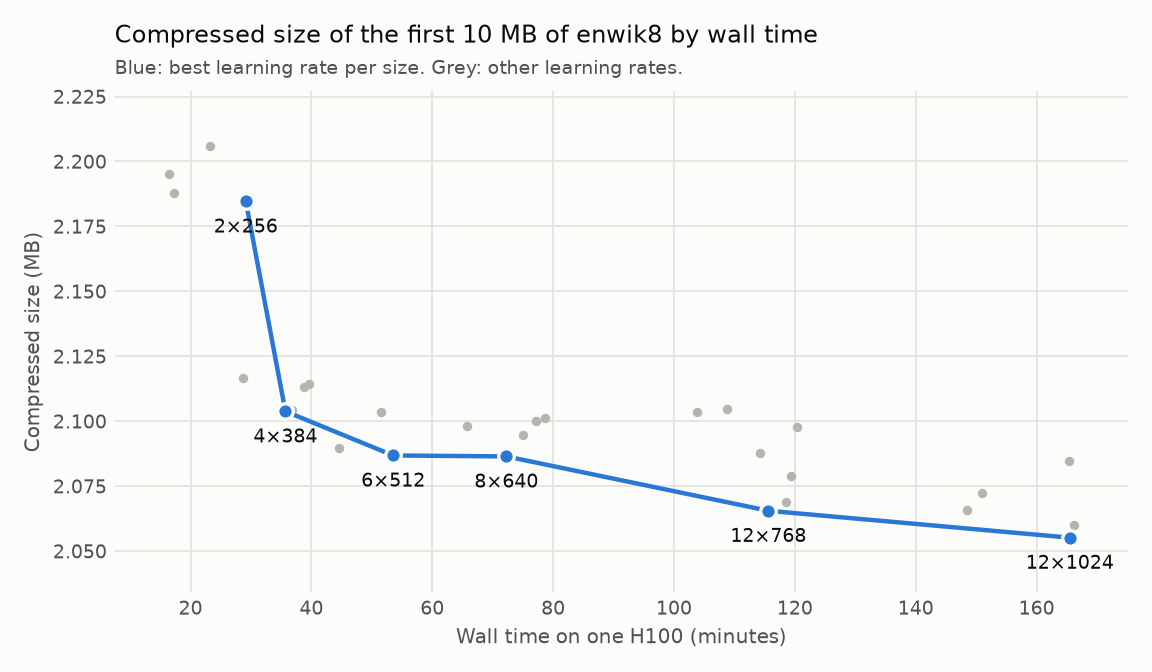 Compressed size of the first 10 MB of enwik8 by wall time
Blue: best learning rate per size. Grey: other learning rates.
Compressed size (MB)
2.225
2.200
2.175
2.150
2.125
2.100
2.075
2.050
2×256
4×384
6×512
8×640
12×768
12×1024
20 40 60 80 100 120 140 160
Wall time on one H100 (minutes)